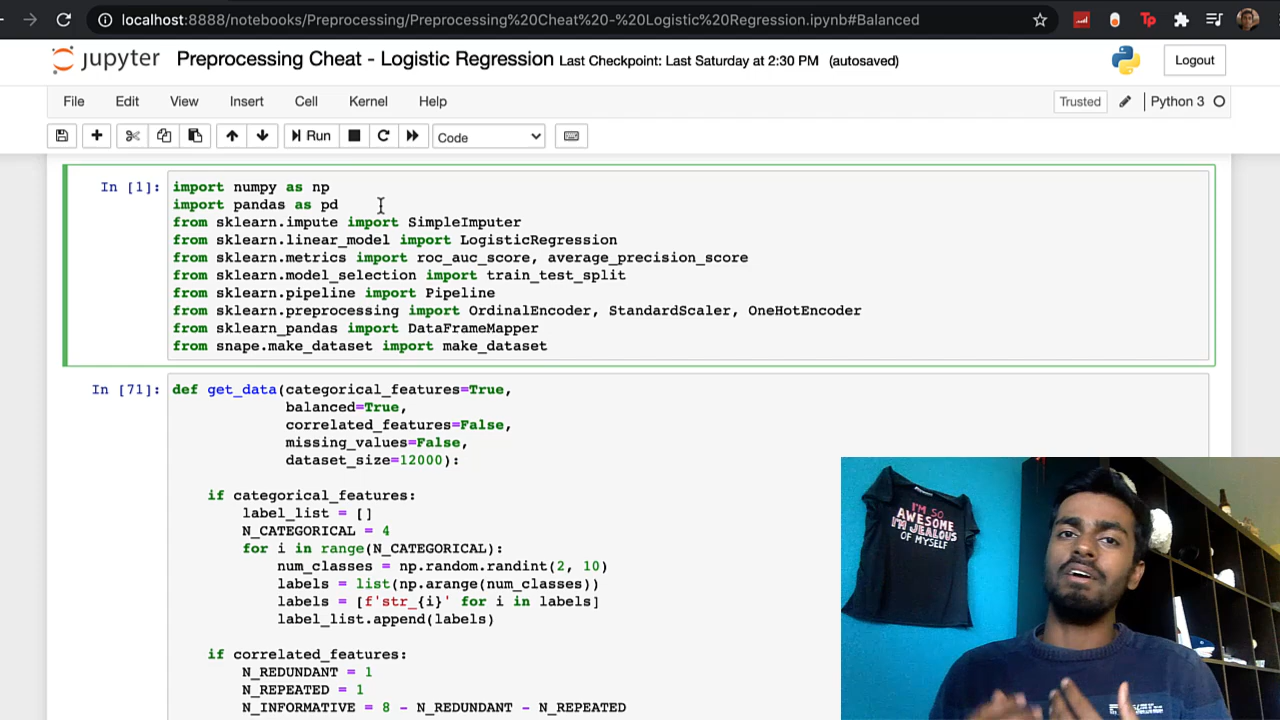 localhost:8888/notebooks/Preprocessing/Preprocessing%20Cheat%20-%20Logistic%20Regression.ipynb#Balanced
Tp
jupyter Preprocessing Cheat - Logistic Regression Last Checkpoint: Last Saturday at 2:30 PM (autosaved)
Logout
File Edit View Insert Cell Kernel Help
Trusted Python 3
Run Code
In [1]:
import numpy as np
import pandas as pd
from sklearn.impute import SimpleImputer
from sklearn.linear_model import LogisticRegression
from sklearn.metrics import roc_auc_score, average_precision_score
from sklearn.model_selection import train_test_split
from sklearn.pipeline import Pipeline
from sklearn.preprocessing import OrdinalEncoder, StandardScaler, OneHotEncoder
from sklearn_pandas import DataFrameMapper
from snape.make_dataset import make_dataset
In [71]:
def get_data(categorical_features=True,
balanced=True,
correlated_features=False,
missing_values=False,
dataset_size=12000):
if categorical_features:
label_list = []
N_CATEGORICAL = 4
for i in range(N_CATEGORICAL):
num_classes = np.random.randint(2, 10)
labels = list(np.arange(num_classes))
labels = [f'str_{i}' for i in labels]
label_list.append(labels)
if correlated_features:
N_REDUNDANT = 1
N_REPEATED = 1
N_INFORMATIVE = 8 - N_REDUNDANT - N_REPEATED
I'M SO
AWESOME
I'M JEALOUS
OF MYSELF